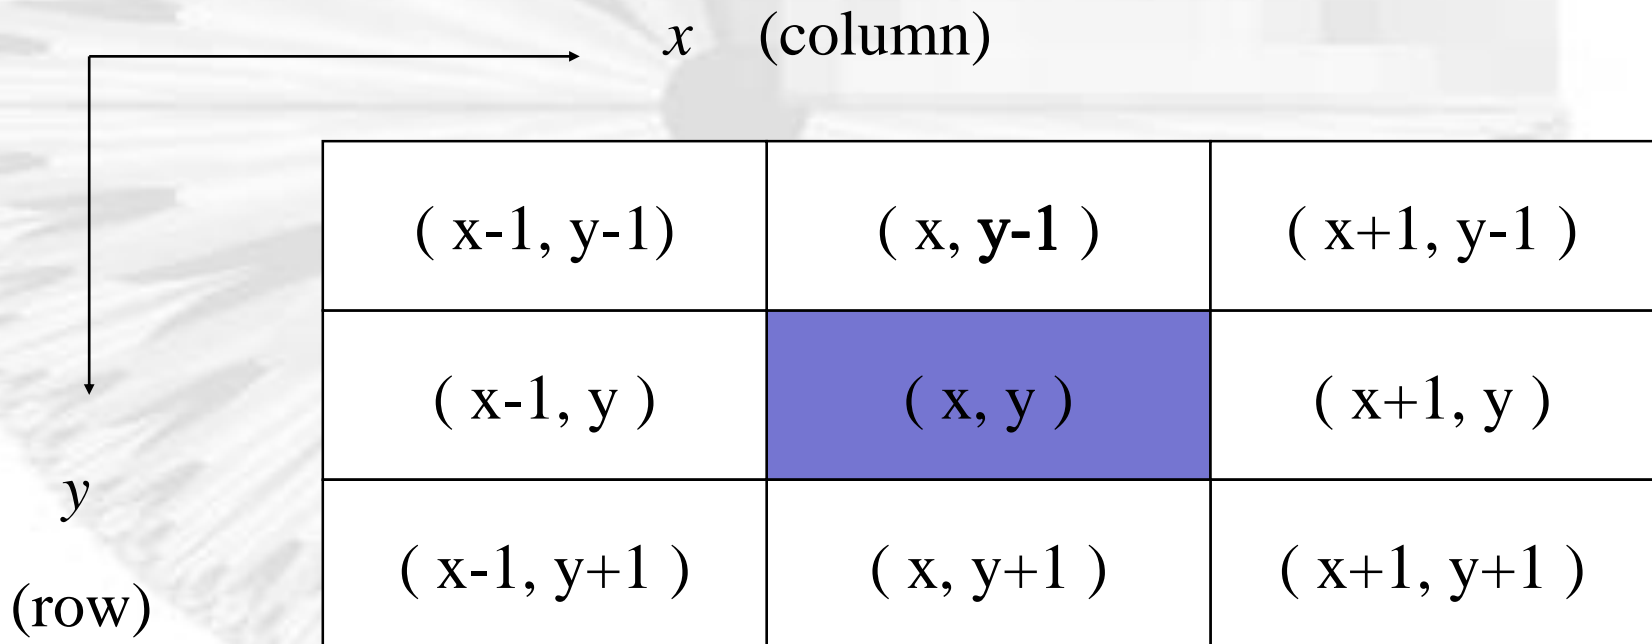 x (column)
( x-1, y-1) ( x, y-1 ) ( x+1, y-1 )
( x-1, y ) ( x, y ) ( x+1, y )
y
( x-1, y+1 ) ( x, y+1 ) ( x+1, y+1 )
(row)